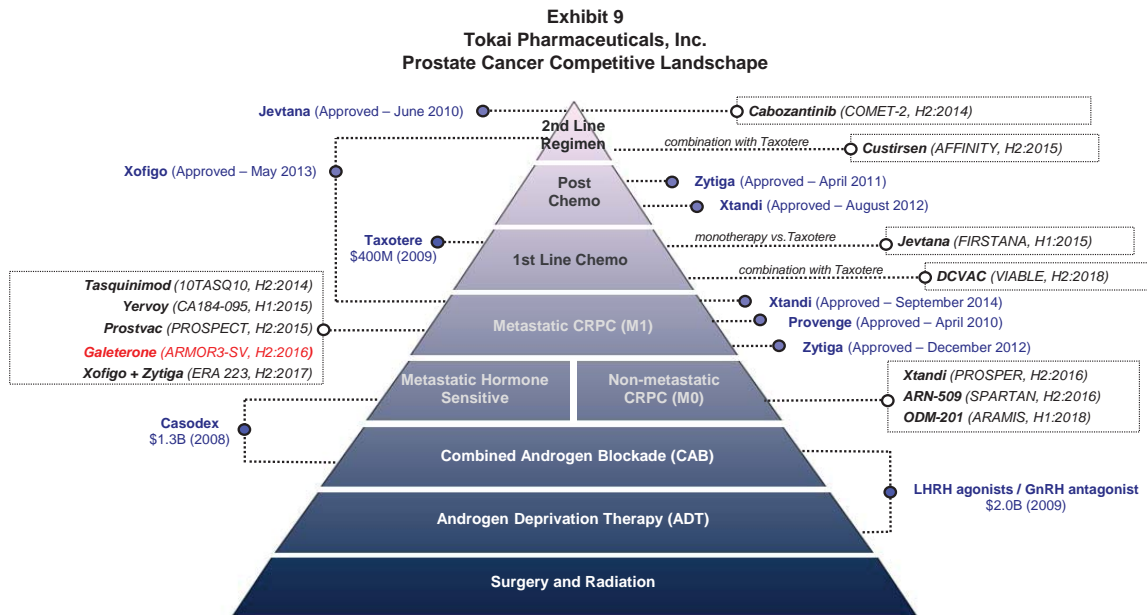 Exhibit 9
Tokai Pharmaceuticals, Inc.
Prostate Cancer Competitive Landschape
Jevtana (Approved – June 2010)
Cabozantinib (COMET-2, H2:2014)
2nd Line
Regimen
combination with Taxotere
Custirsen (AFFINITY, H2:2015)
Xofigo (Approved – May 2013)
Post
Chemo
Zytiga (Approved – April 2011)
Xtandi (Approved – August 2012)
Taxotere
$400M (2009)
1st Line Chemo
monotherapy vs.Taxotere
Jevtana (FIRSTANA, H1:2015)
combination with Taxotere
DCVAC (VIABLE, H2:2018)
Tasquinimod (10TASQ10, H2:2014)
Yervoy (CA184-095, H1:2015)
Prostvac (PROSPECT, H2:2015)
Galeterone (ARMOR3-SV, H2:2016)
Xofigo + Zytiga (ERA 223, H2:2017)
Metastatic CRPC (M1)
Xtandi (Approved – September 2014)
Provenge (Approved – April 2010)
Zytiga (Approved – December 2012)
Metastatic Hormone
Sensitive
Non-metastatic
CRPC (M0)
Xtandi (PROSPER, H2:2016)
ARN-509 (SPARTAN, H2:2016)
ODM-201 (ARAMIS, H1:2018)
Casodex
$1.3B (2008)
Combined Androgen Blockade (CAB)
LHRH agonists / GnRH antagonist
$2.0B (2009)
Androgen Deprivation Therapy (ADT)
Surgery and Radiation